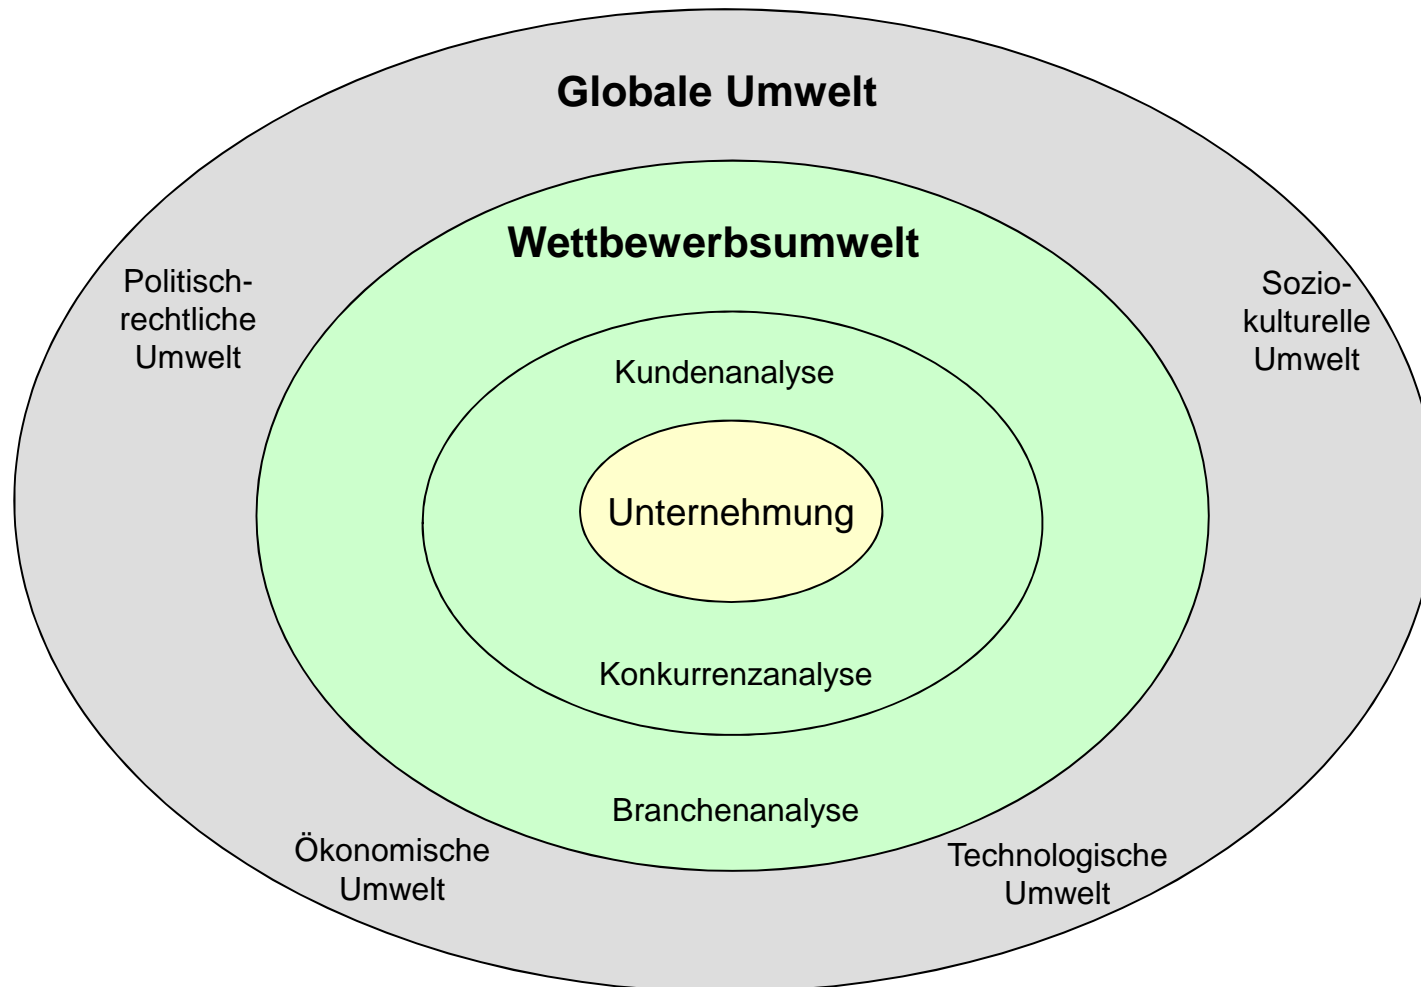 Globale Umwelt
Wettbewerbsumwelt
Politisch-
rechtliche
Umwelt
Sozio-
kulturelle
Umwelt
Kundenanalyse
Unternehmung
Konkurrenzanalyse
Branchenanalyse
Ökonomische
Umwelt
Technologische
Umwelt